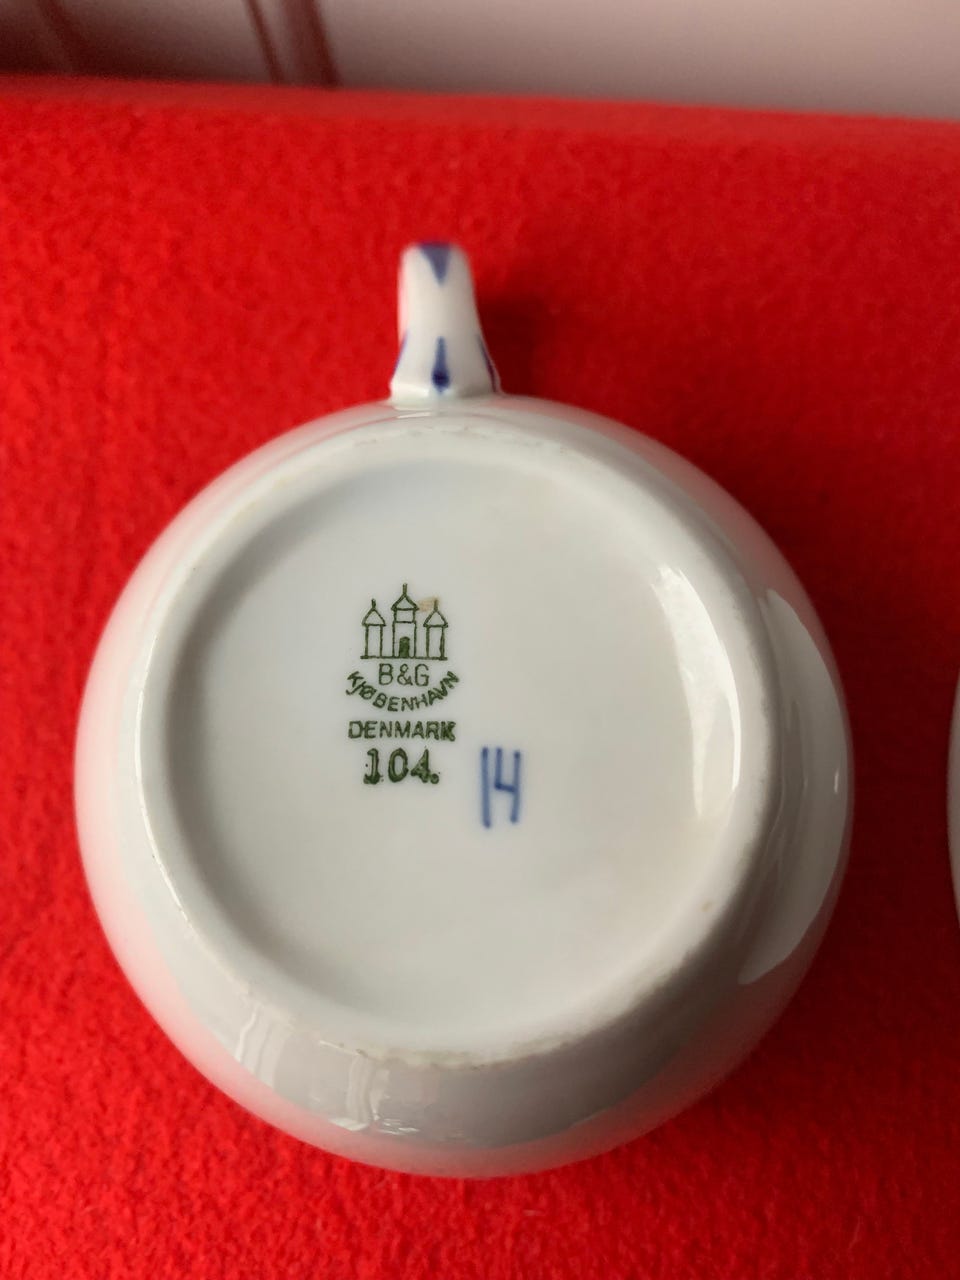 B&G
KJØBENHAVN
DENMARK
104.
14